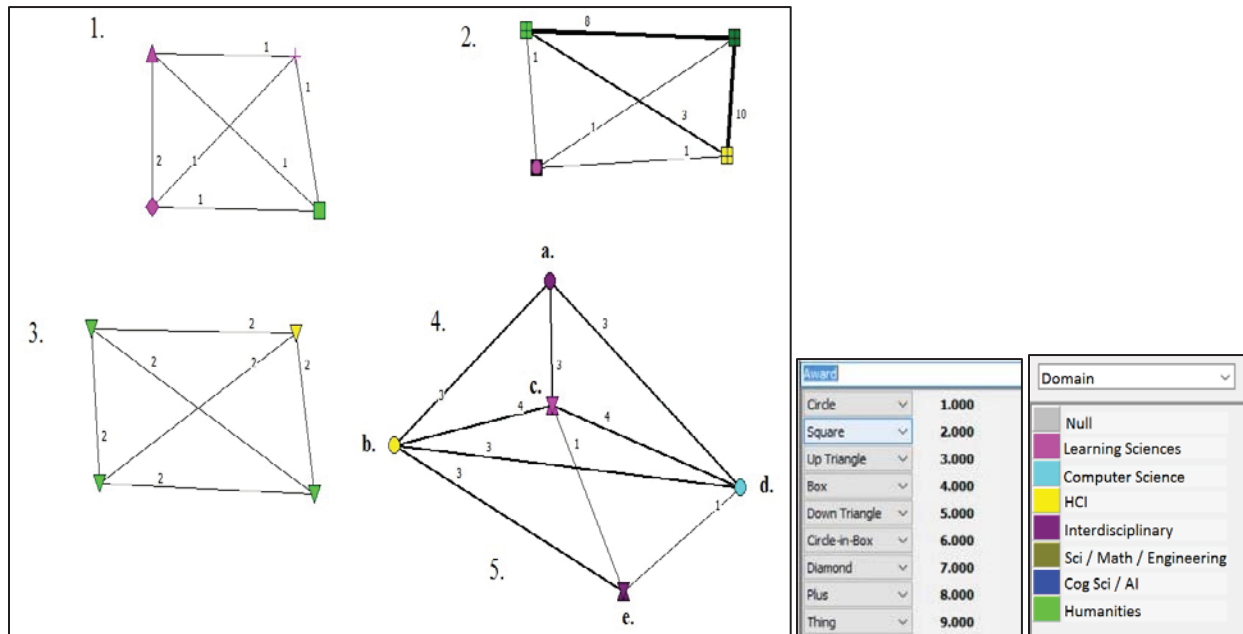 1.
1
1
2
1
1
1
2.
8
1
3
10
1
1
3.
2
2
2
2
2
2
a.
4.
3
3
3
c.
4
4
b.
3
1
3
d.
1
5.
e.
Award
Circle 1.000
Square 2.000
Up Triangle 3.000
Box 4.000
Down Triangle 5.000
Circle-in-Box 6.000
Diamond 7.000
Plus 8.000
Thing 9.000
Domain
Null
Learning Sciences
Computer Science
HCI
Interdisciplinary
Sci / Math / Engineering
Cog Sci / AI
Humanities